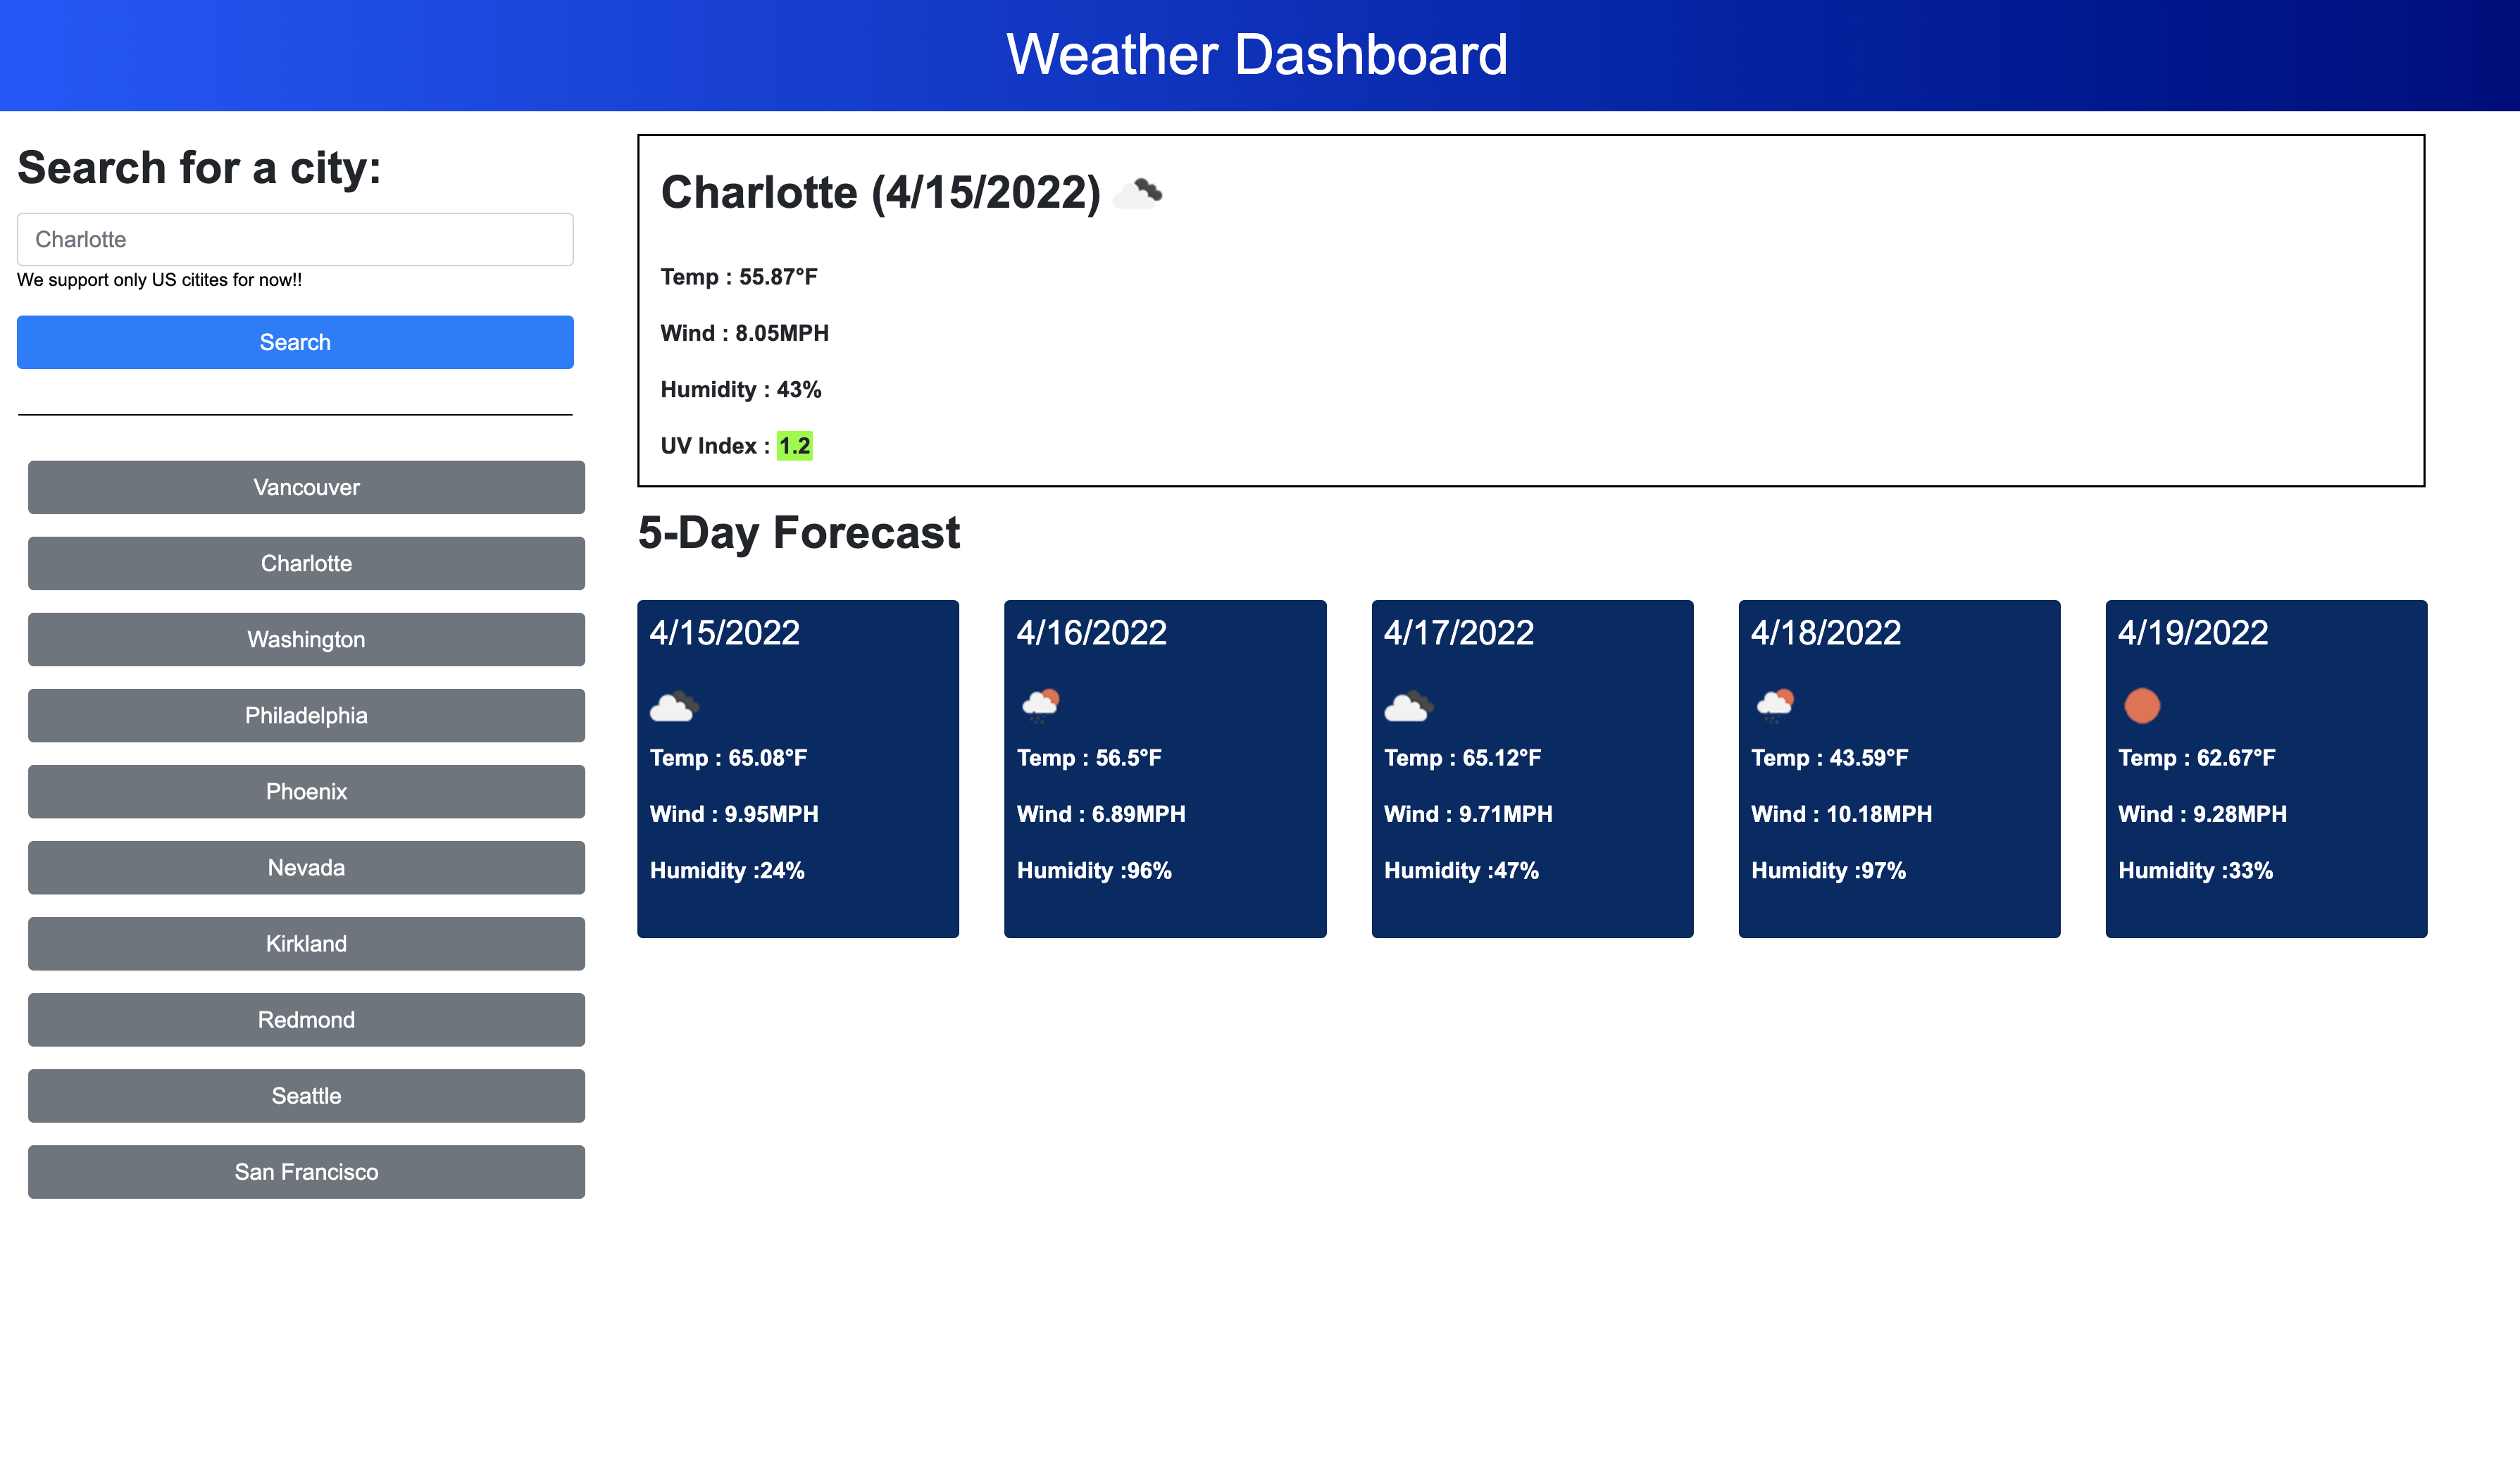 Weather Dashboard
Search for a city:
Charlotte
We support only US citites for now!!
Search
Vancouver
Charlotte
Washington
Philadelphia
Phoenix
Nevada
Kirkland
Redmond
Seattle
San Francisco
Charlotte (4/15/2022)
Temp : 55.87°F
Wind : 8.05MPH
Humidity : 43%
UV Index : 1.2
5-Day Forecast
4/15/2022
Temp : 65.08°F
Wind : 9.95MPH
Humidity :24%
4/16/2022
Temp : 56.5°F
Wind : 6.89MPH
Humidity :96%
4/17/2022
Temp : 65.12°F
Wind : 9.71MPH
Humidity :47%
4/18/2022
Temp : 43.59°F
Wind : 10.18MPH
Humidity :97%
4/19/2022
Temp : 62.67°F
Wind : 9.28MPH
Humidity :33%